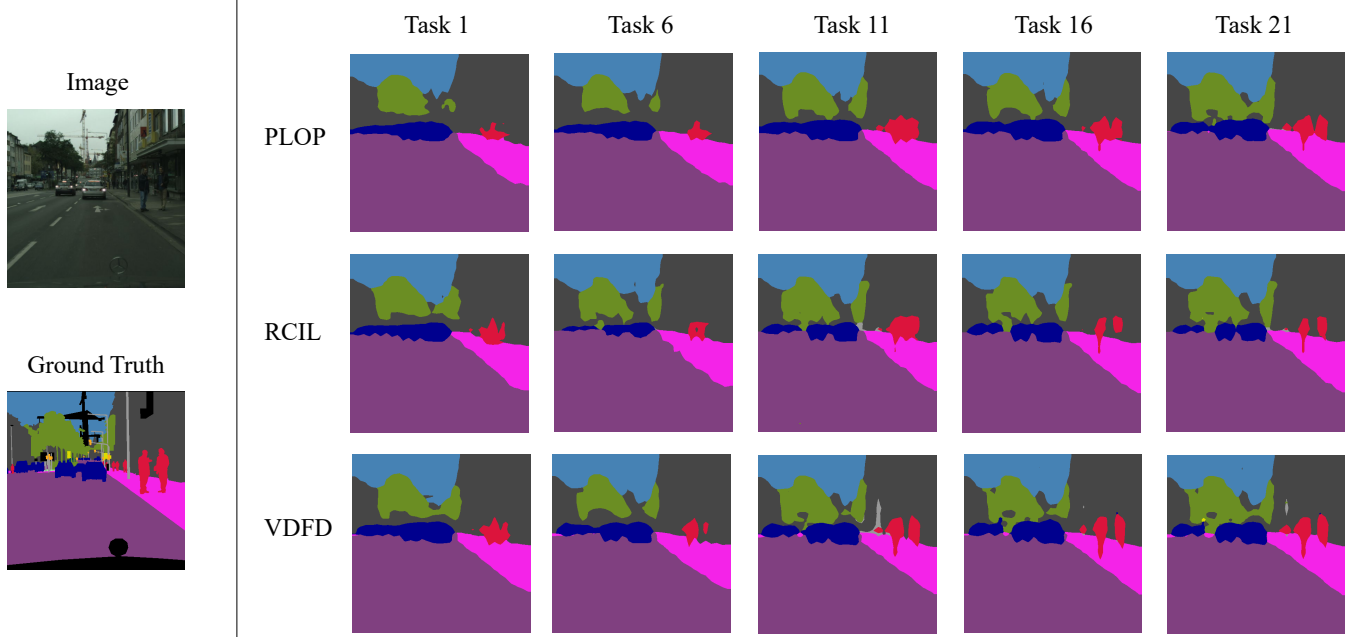 Task 1
Task 6
Task 11
Task 16
Task 21
Image
PLOP
RCIL
Ground Truth
VDFD